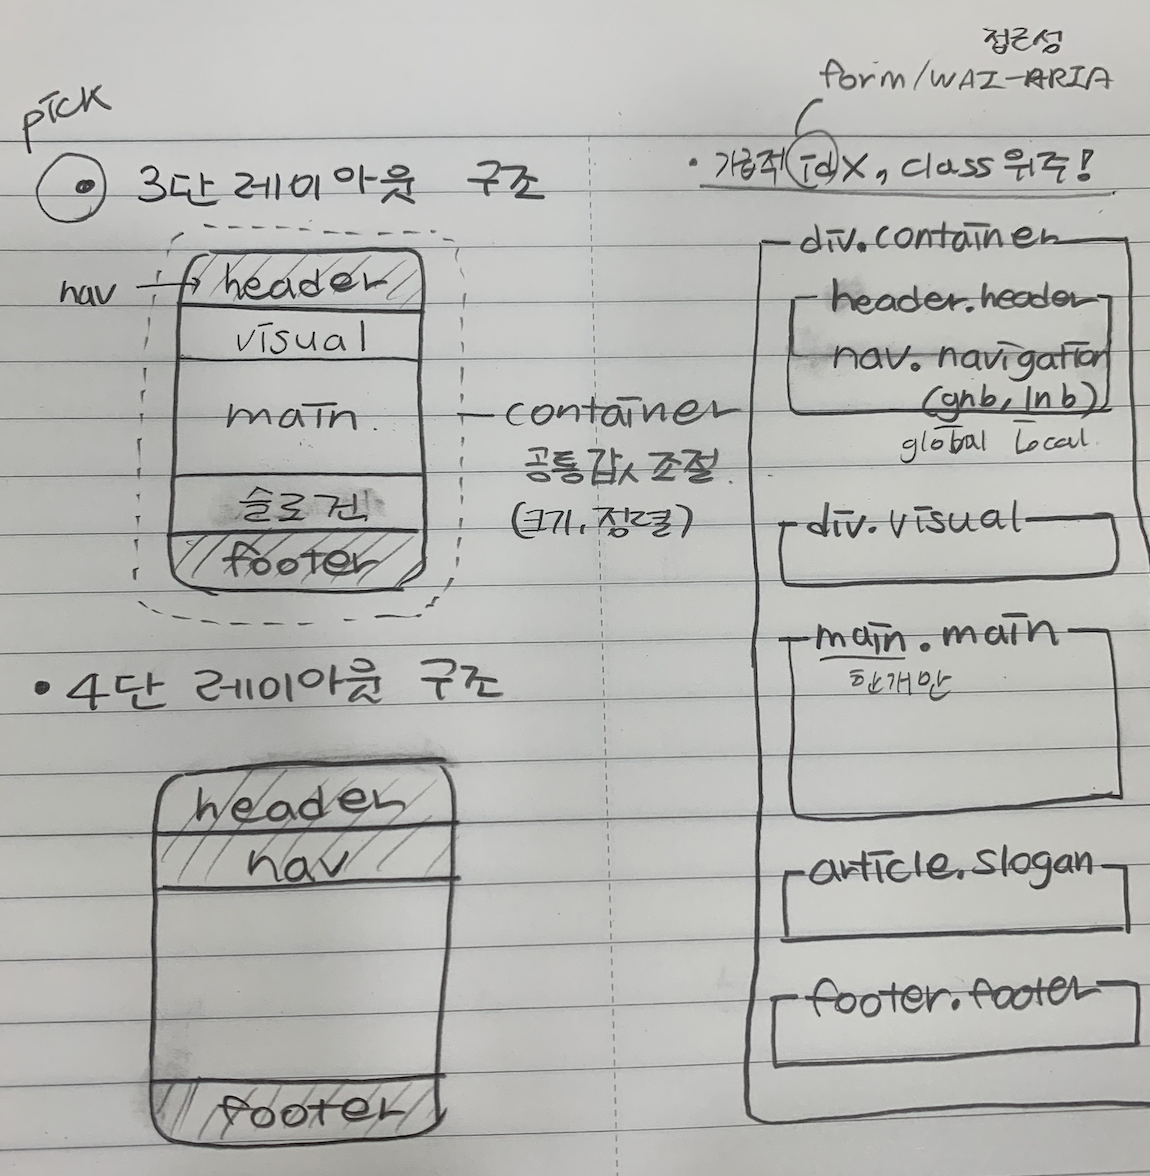 pick
3단 레이아웃 구조
nav
header
visual
main
슬로건
footer
container
공통값 조절
(크기, 정렬)
• 4단 레이아웃 구조
header
nav
footer
접근성
form/WAI-ARIA
• 가급적 id X, class 위주!
div.container
header.header
nav.navigation
(gnb, lnb)
global local
div.visual
main.main
한개만
article.slogan
footer.footer